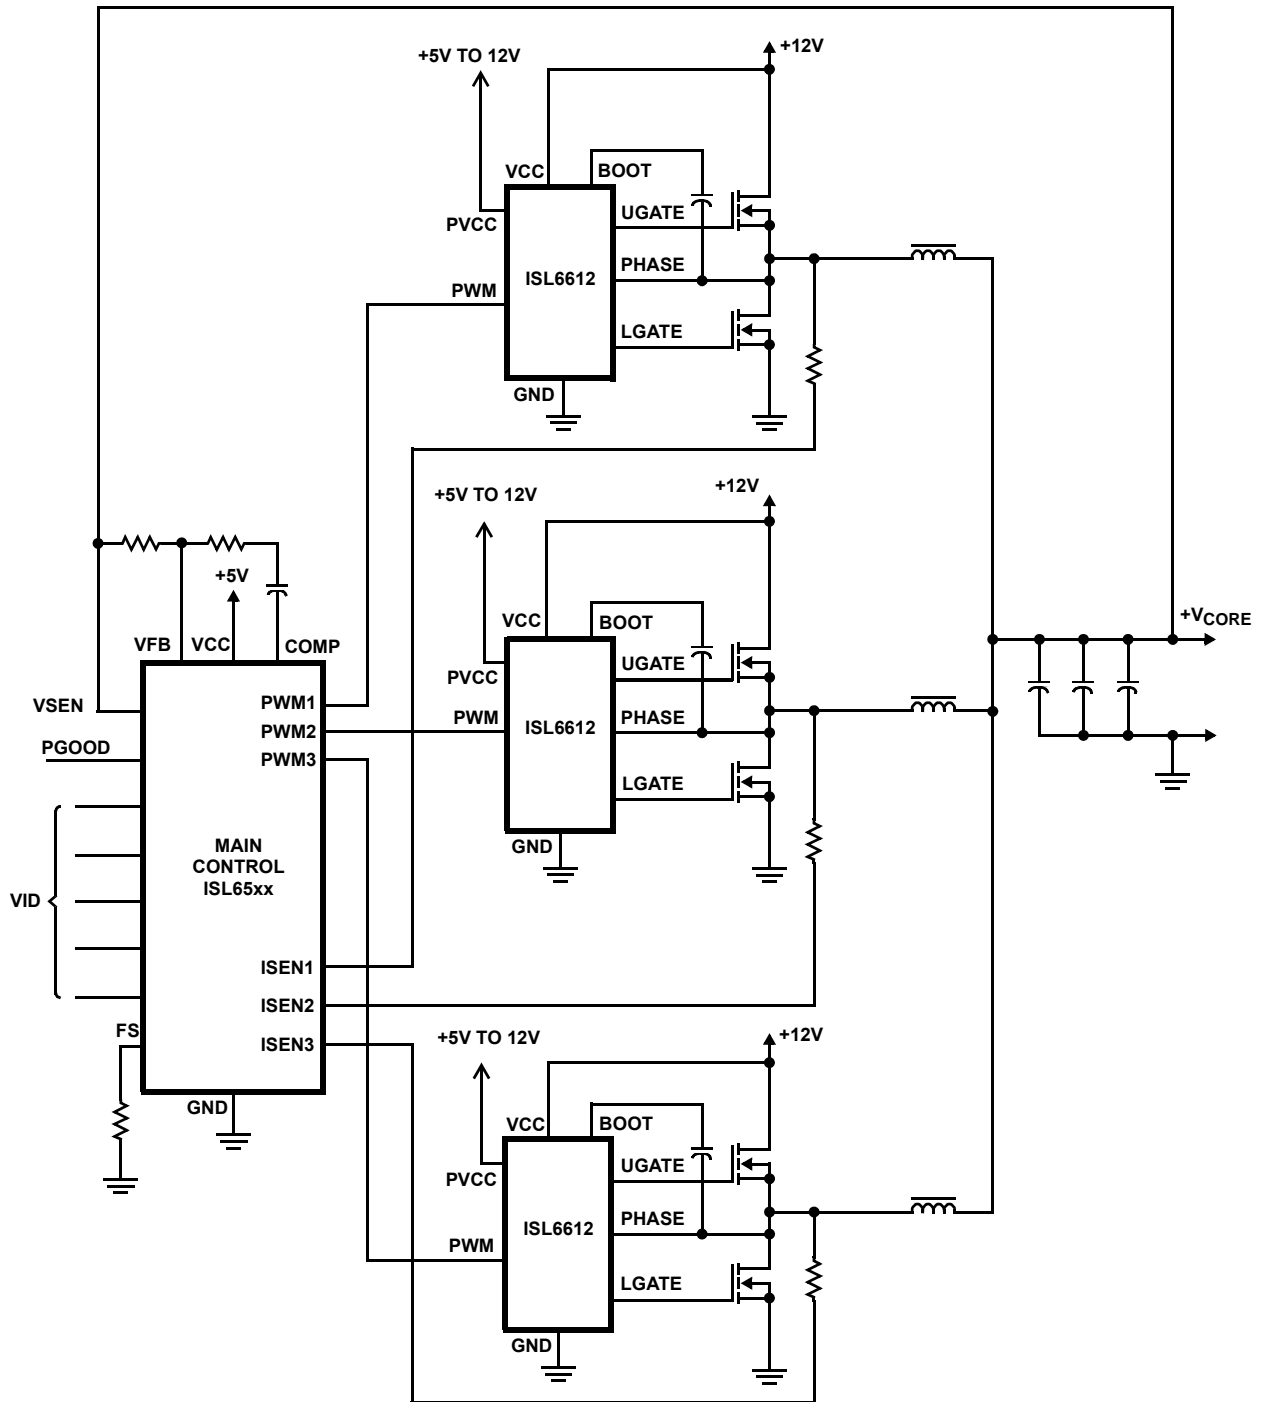 +5V TO 12V
+12V
VCC
BOOT
PVCC
UGATE
PHASE
ISL6612
PWM
LGATE
GND
+5V TO 12V
+12V
+5V
VCC
BOOT
+VCORE
VFB
VCC
COMP
UGATE
PVCC
VSEN
PWM1
PWM
PHASE
ISL6612
PWM2
PGOOD
PWM3
LGATE
GND
MAIN
CONTROL
ISL65xx
VID
ISEN1
ISEN2
FS
ISEN3
+5V TO 12V
+12V
GND
VCC
BOOT
UGATE
PVCC
PHASE
ISL6612
PWM
LGATE
GND